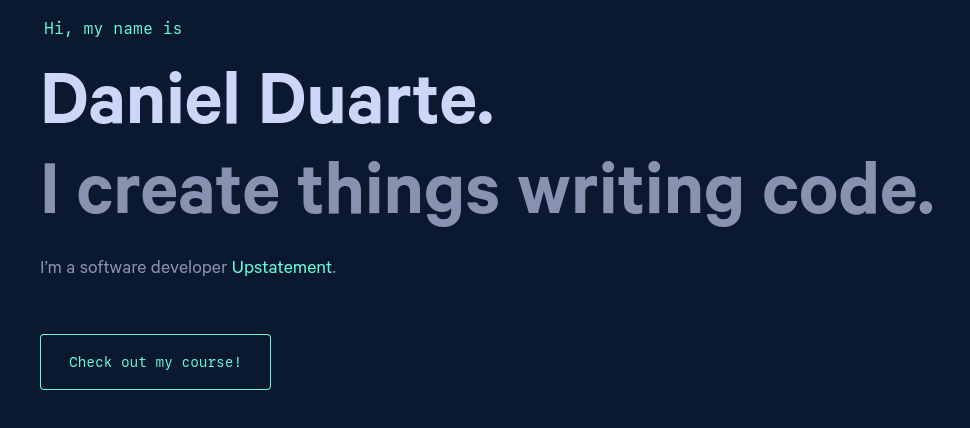 Hi, my name is
Daniel Duarte.
I create things writing code.
I’m a software developer Upstatement.
Check out my course!